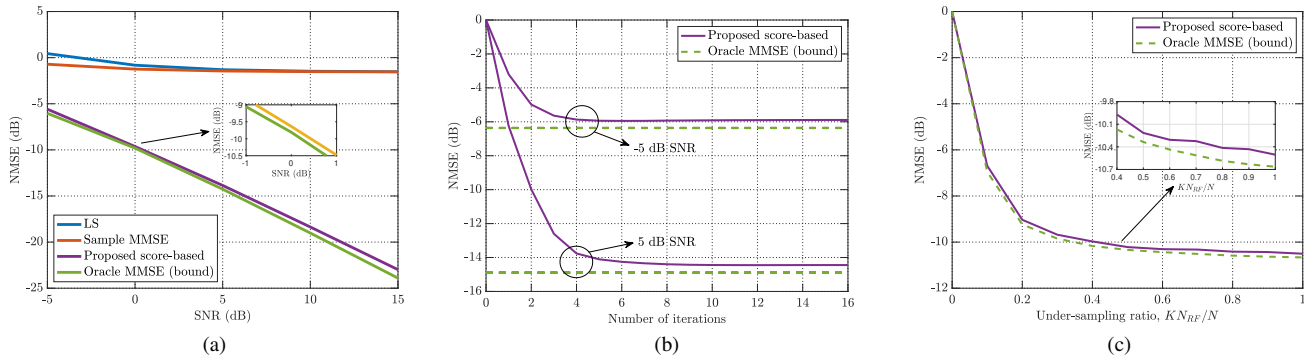 5
0
-5
-10
-15
-20
-25
NMSE (dB)
-5
0
5
10
15
SNR (dB)
LS
Sample MMSE
Proposed score-based
Oracle MMSE (bound)
-9
-9.5
-10
-10.5
NMSE (dB)
-1
0
1
SNR (dB)
(a)
0
-2
-4
-6
-8
-10
-12
-14
-16
NMSE (dB)
0
2
4
6
8
10
12
14
16
Number of iterations
Proposed score-based
Oracle MMSE (bound)
-5 dB SNR
5 dB SNR
(b)
0
-2
-4
-6
-8
-10
-12
NMSE (dB)
0
0.2
0.4
0.6
0.8
1
Under-sampling ratio, KN_{RF}/N
Proposed score-based
Oracle MMSE (bound)
-9.8
-10.1
-10.4
-10.7
NMSE (dB)
0.4
0.5
0.6
0.7
0.8
0.9
1
KN_{RF}/N
(c)